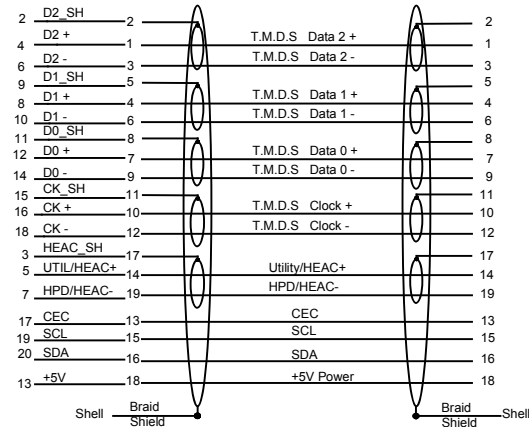 2 D2_SH 2 2
4 D2 + 1 T.M.D.S Data 2 + 1
6 D2 - 3 T.M.D.S Data 2 - 3
9 D1_SH 5 5
8 D1 + 4 T.M.D.S Data 1 + 4
10 D1 - 6 T.M.D.S Data 1 - 6
11 D0_SH 8 8
12 D0 + 7 T.M.D.S Data 0 + 7
14 D0 - 9 T.M.D.S Data 0 - 9
15 CK_SH 11 11
16 CK + 10 T.M.D.S Clock + 10
18 CK - 12 T.M.D.S Clock - 12
3 HEAC_SH 17 17
5 UTIL/HEAC+ 14 Utility/HEAC+ 14
7 HPD/HEAC- 19 HPD/HEAC- 19
17 CEC 13 CEC 13
19 SCL 15 SCL 15
20 SDA 16 SDA 16
13 +5V 18 +5V Power 18
Shell Braid Shield Braid Shield Shell